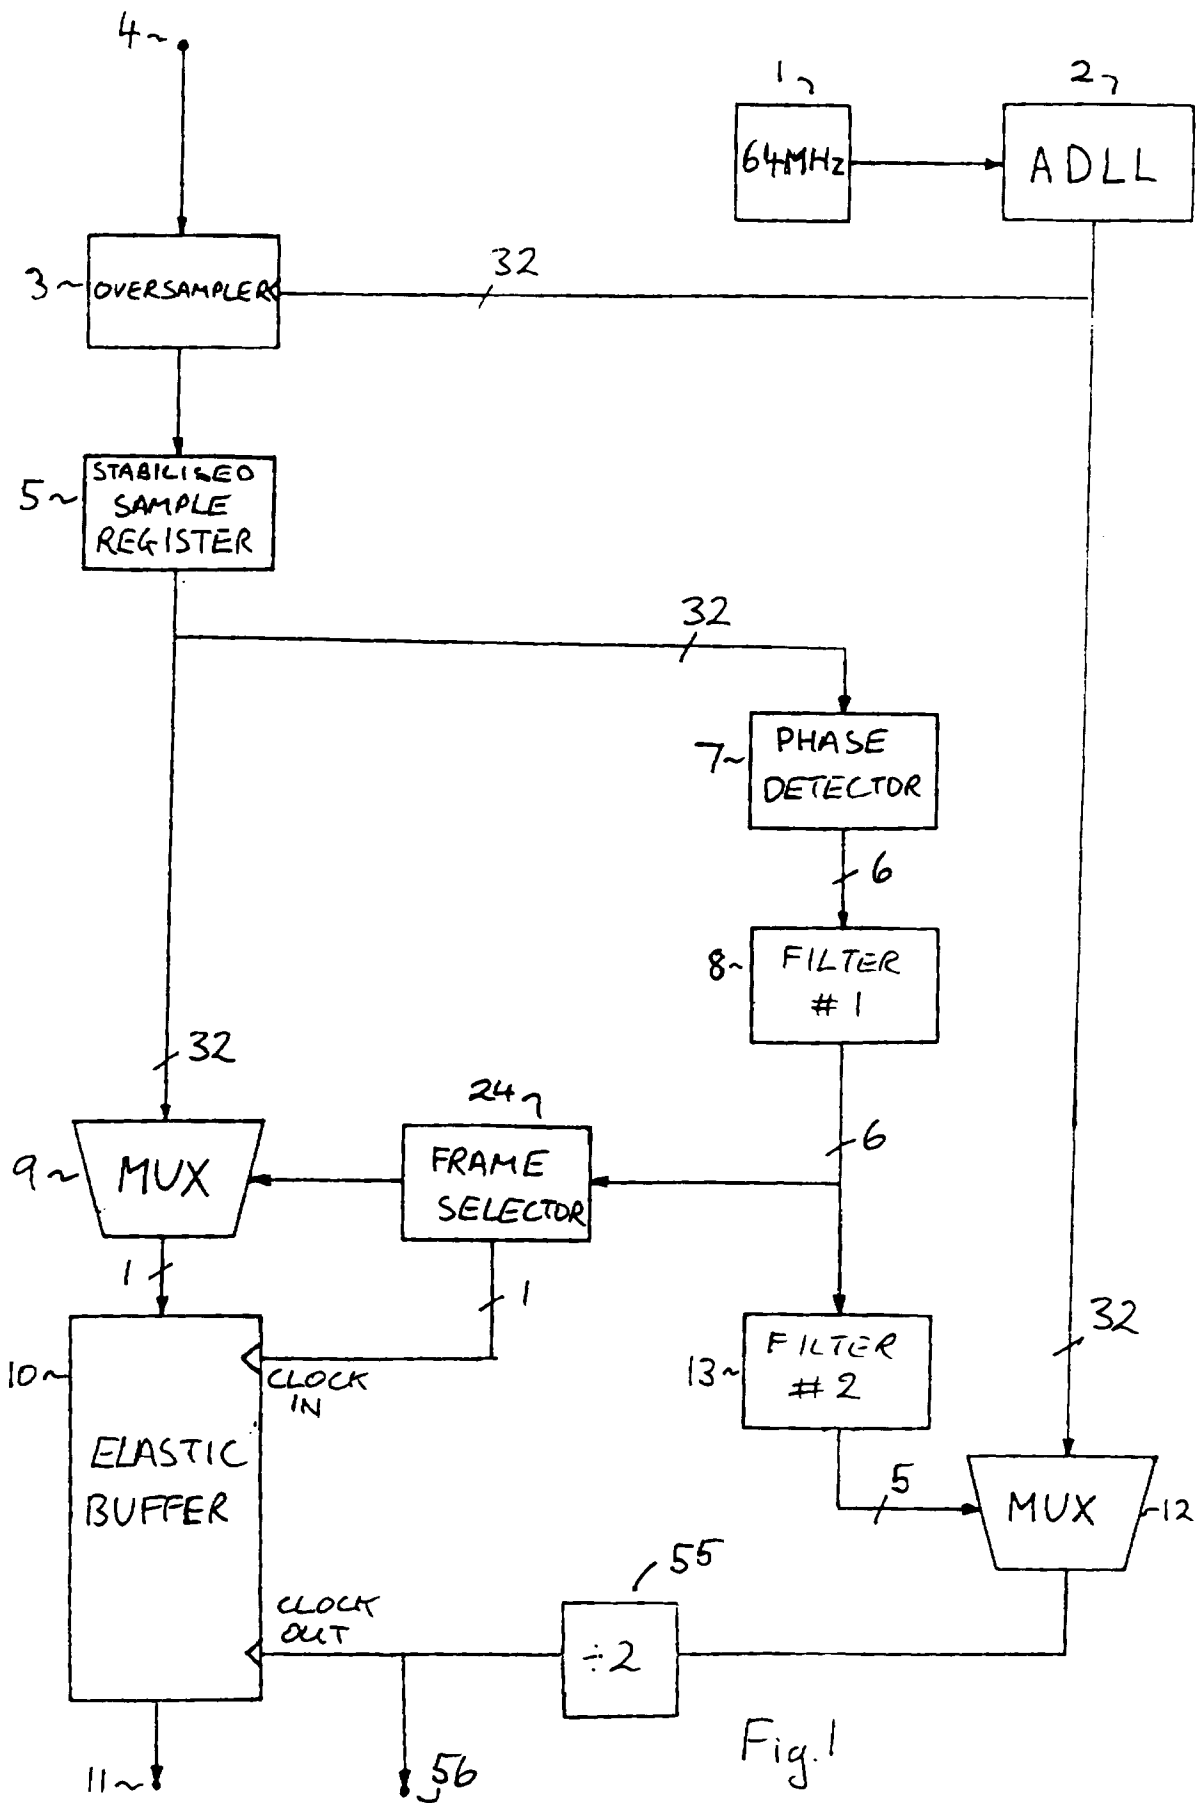 4
1
2
64MHz
ADLL
32
3
OVERSAMPLER
5
STABILISED
SAMPLE
REGISTER
32
7
PHASE
DETECTOR
6
8
FILTER
# 1
32
24
6
9
MUX
FRAME
SELECTOR
1
1
32
10
CLOCK
IN
13
FILTER
# 2
ELASTIC
BUFFER
5
MUX
12
55
CLOCK
OUT
÷2
Fig.1
11
56